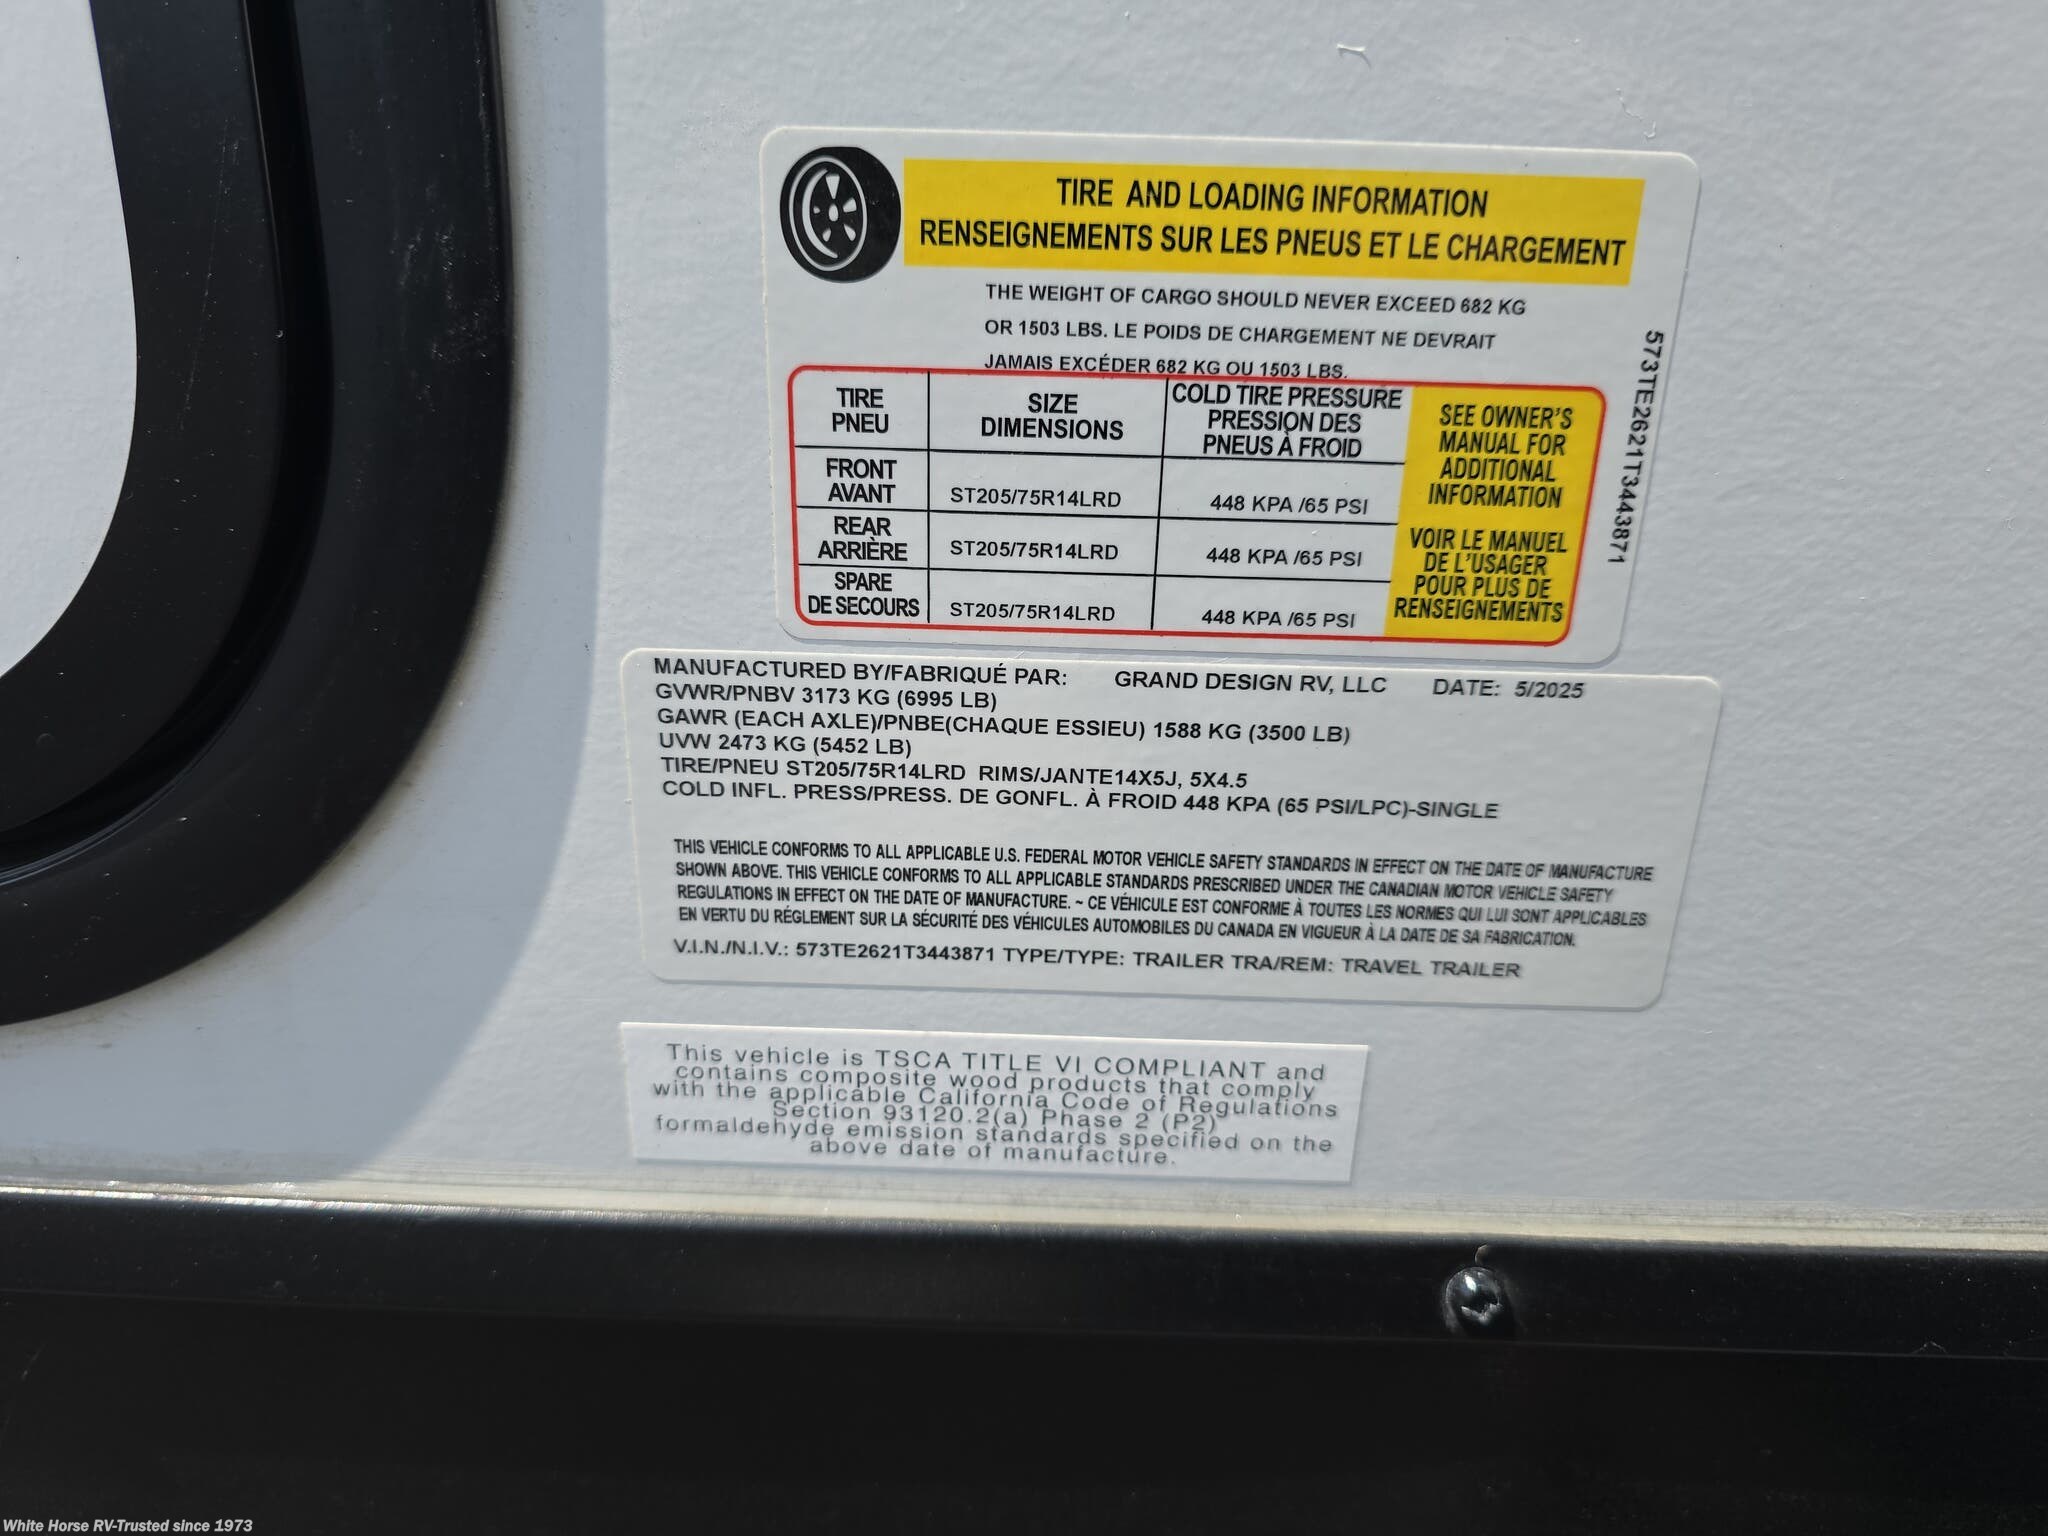 TIRE AND LOADING INFORMATION
RENSEIGNEMENTS SUR LES PNEUS ET LE CHARGEMENT
THE WEIGHT OF CARGO SHOULD NEVER EXCEED 682 KG
OR 1503 LBS. LE POIDS DE CHARGEMENT NE DEVRAIT
JAMAIS EXCÉDER 682 KG OU 1503 LBS.
TIRE
PNEU
SIZE
DIMENSIONS
COLD TIRE PRESSURE
PRESSION DES
PNEUS À FROID
FRONT
AVANT
ST205/75R14LRD
448 KPA /65 PSI
REAR
ARRIÈRE
ST205/75R14LRD
448 KPA /65 PSI
SPARE
DE SECOURS
ST205/75R14LRD
448 KPA /65 PSI
SEE OWNER'S
MANUAL FOR
ADDITIONAL
INFORMATION
VOIR LE MANUEL
DE L'USAGER
POUR PLUS DE
RENSEIGNEMENTS
573TE2621T3443871
MANUFACTURED BY/FABRIQUÉ PAR: GRAND DESIGN RV, LLC DATE: 5/2025
GVWR/PNBV 3173 KG (6995 LB)
GAWR (EACH AXLE)/PNBE(CHAQUE ESSIEU) 1588 KG (3500 LB)
UVW 2473 KG (5452 LB)
TIRE/PNEU ST205/75R14LRD RIMS/JANTE14X5J, 5X4.5
COLD INFL. PRESS/PRESS. DE GONFL. À FROID 448 KPA (65 PSI/LPC)-SINGLE
THIS VEHICLE CONFORMS TO ALL APPLICABLE U.S. FEDERAL MOTOR VEHICLE SAFETY STANDARDS IN EFFECT ON THE DATE OF MANUFACTURE
SHOWN ABOVE. THIS VEHICLE CONFORMS TO ALL APPLICABLE STANDARDS PRESCRIBED UNDER THE CANADIAN MOTOR VEHICLE SAFETY
REGULATIONS IN EFFECT ON THE DATE OF MANUFACTURE. ~ CE VÉHICULE EST CONFORME À TOUTES LES NORMES QUI LUI SONT APPLICABLES
EN VERTU DU RÉGLEMENT SUR LA SÉCURITÉ DES VÉHICULES AUTOMOBILES DU CANADA EN VIGUEUR À LA DATE DE SA FABRICATION.
V.I.N./N.I.V.: 573TE2621T3443871 TYPE/TYPE: TRAILER TRA/REM: TRAVEL TRAILER
This vehicle is TSCA TITLE VI COMPLIANT and
contains composite wood products that comply
with the applicable California Code of Regulations
Section 93120.2(a) Phase 2 (P2)
formaldehyde emission standards specified on the
above date of manufacture.
White Horse RV-Trusted since 1973